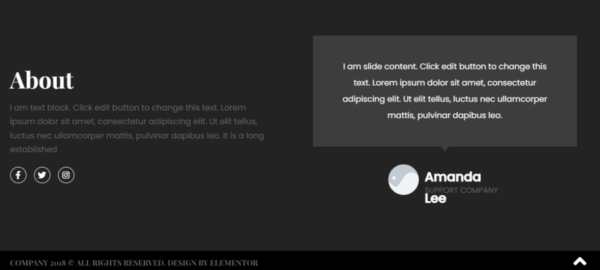 About
I am text block. Click edit button to change this text. Lorem
ipsum dolor sit amet, consectetur adipiscing elit. Ut elit tellus,
luctus nec ullamcorper mattis, pulvinar dapibus leo. It is a long
established
I am slide content. Click edit button to change this
text. Lorem ipsum dolor sit amet, consectetur
adipiscing elit. Ut elit tellus, luctus nec ullamcorper
mattis, pulvinar dapibus leo.
Amanda
SUPPORT COMPANY
Lee
COMPANY 2018 © ALL RIGHTS RESERVED. DESIGN BY ELEMENTOR